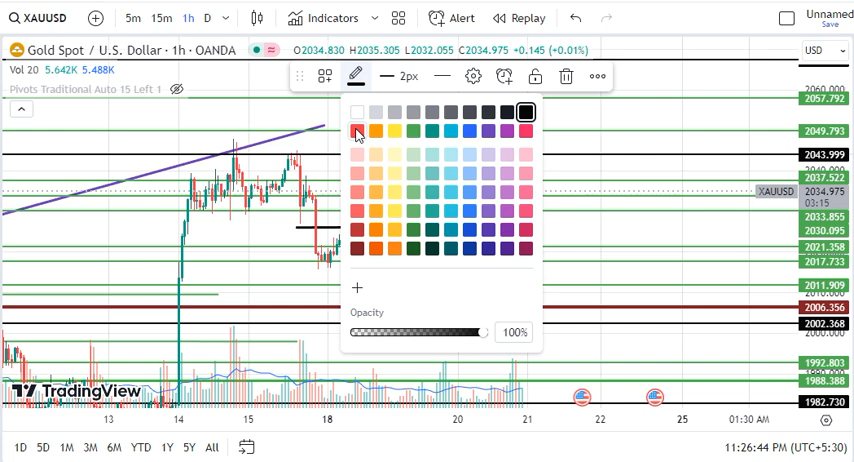 XAUUSD 5m 15m 1h D Indicators Alert Replay Unnamed
Save
Gold Spot / U.S. Dollar · 1h · OANDA O2034.830 H2035.305 L2032.055 C2034.975 +0.145 (+0.01%) USD
Vol 20 5.642K 5.488K
2px
Pivots Traditional Auto 15 Left 1
2060.000
2057.792
2049.793
2043.999
2037.522
XAUUSD 2034.975
03:15
2033.855
2030.095
2021.358
2017.733
2011.909
2006.356
2002.368
1992.803
1988.388
1982.730
Opacity
100%
TradingView
13 14 15 18 20 21 22 25 01:30 AM
1D 5D 1M 3M 6M YTD 1Y 5Y All 11:26:44 PM (UTC+5:30)